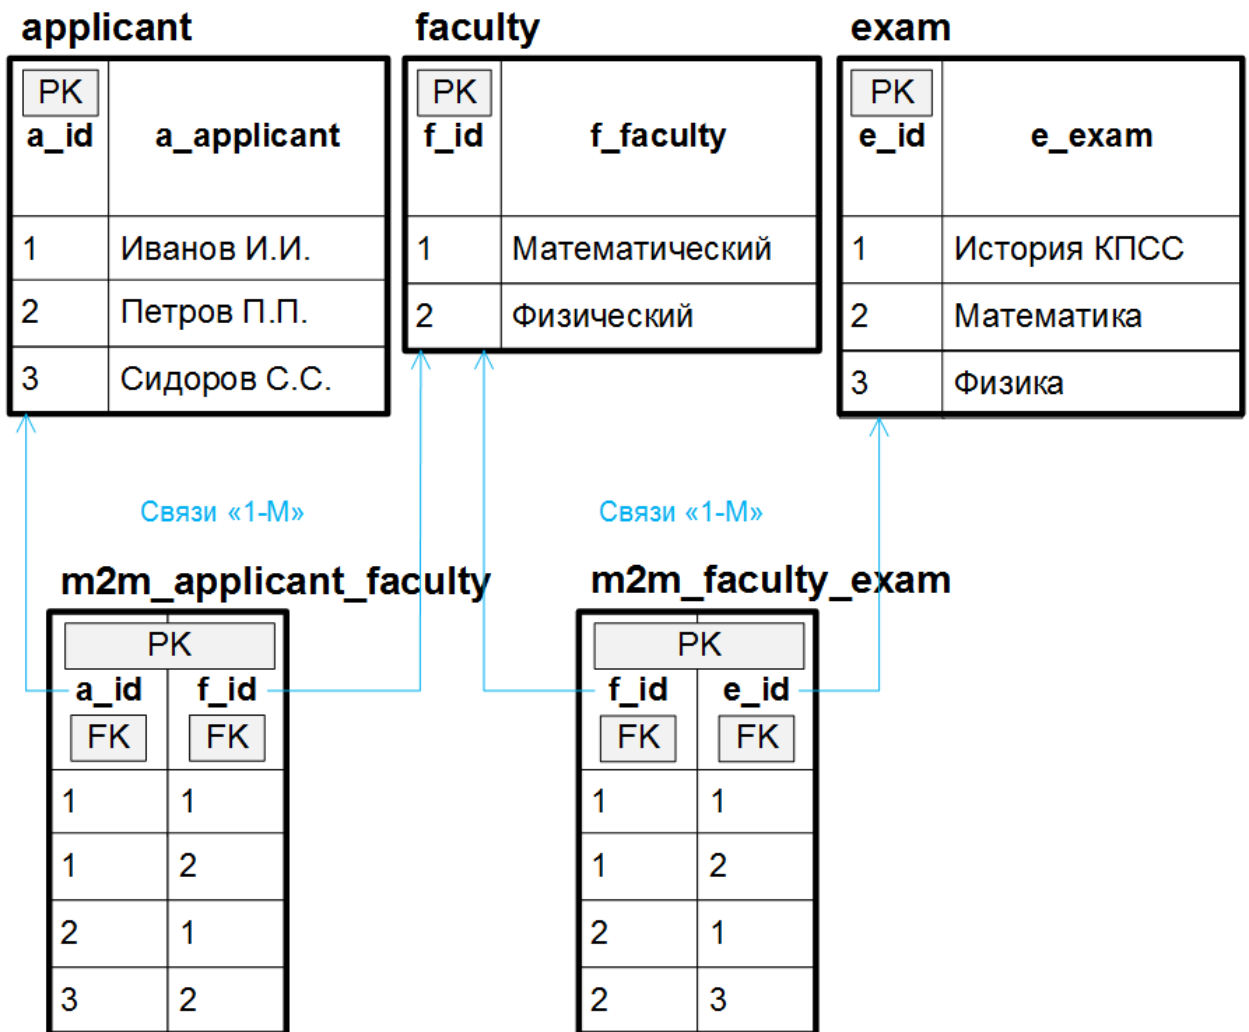 applicant faculty exam
PK PK PK
a_id a_applicant f_id f_faculty e_id e_exam
1 Иванов И.И. 1 Математический 1 История КПСС
2 Петров П.П. 2 Физический 2 Математика
3 Сидоров С.С. 3 Физика
Связи «1-М» Связи «1-М»
m2m_applicant_faculty m2m_faculty_exam
PK PK
a_id f_id f_id e_id
FK FK FK FK
1 1 1 1
1 2 1 2
2 1 2 1
3 2 2 3